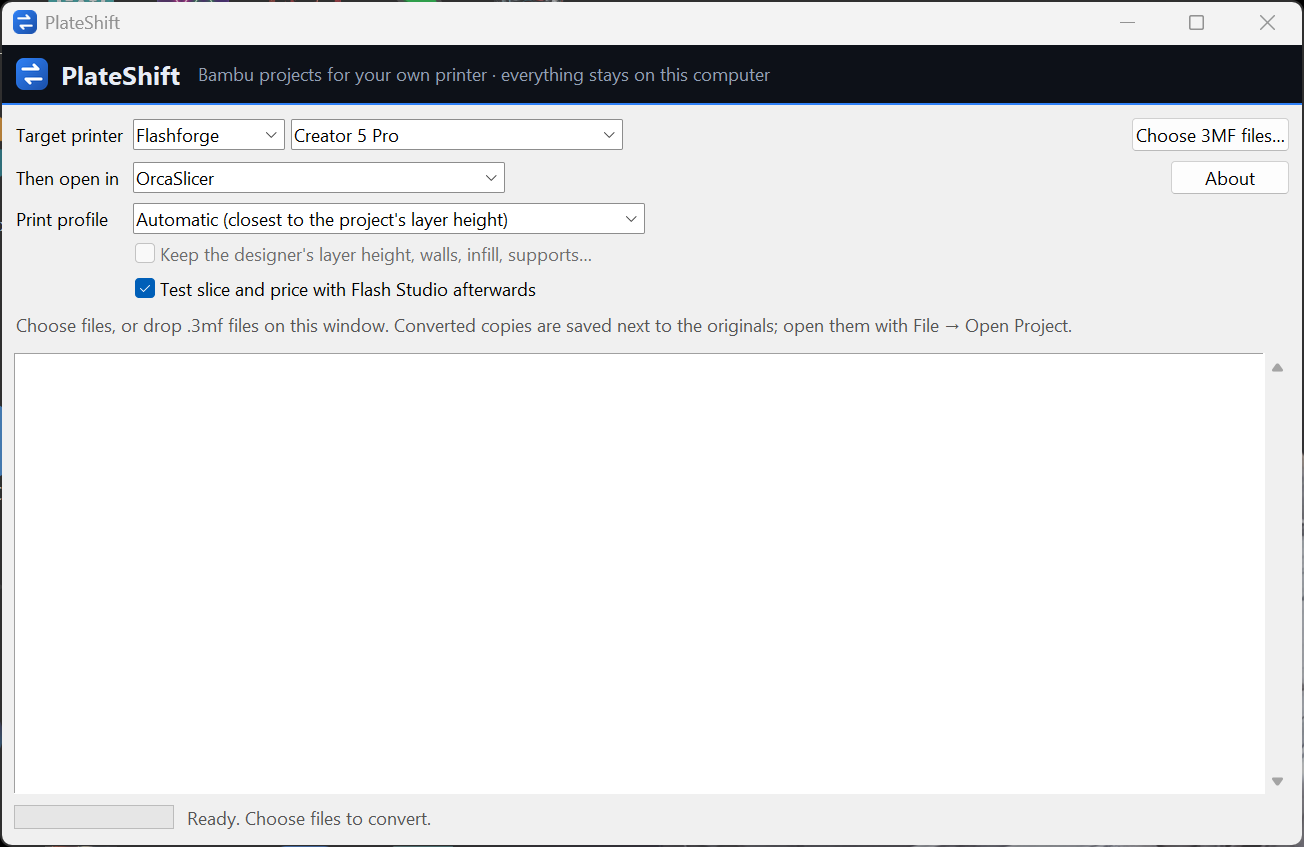 PlateShift
PlateShift Bambu projects for your own printer · everything stays on this computer
Target printer Flashforge Creator 5 Pro Choose 3MF files...
Then open in OrcaSlicer About
Print profile Automatic (closest to the project's layer height)
Keep the designer's layer height, walls, infill, supports...
Test slice and price with Flash Studio afterwards
Choose files, or drop .3mf files on this window. Converted copies are saved next to the originals; open them with File → Open Project.
Ready. Choose files to convert.